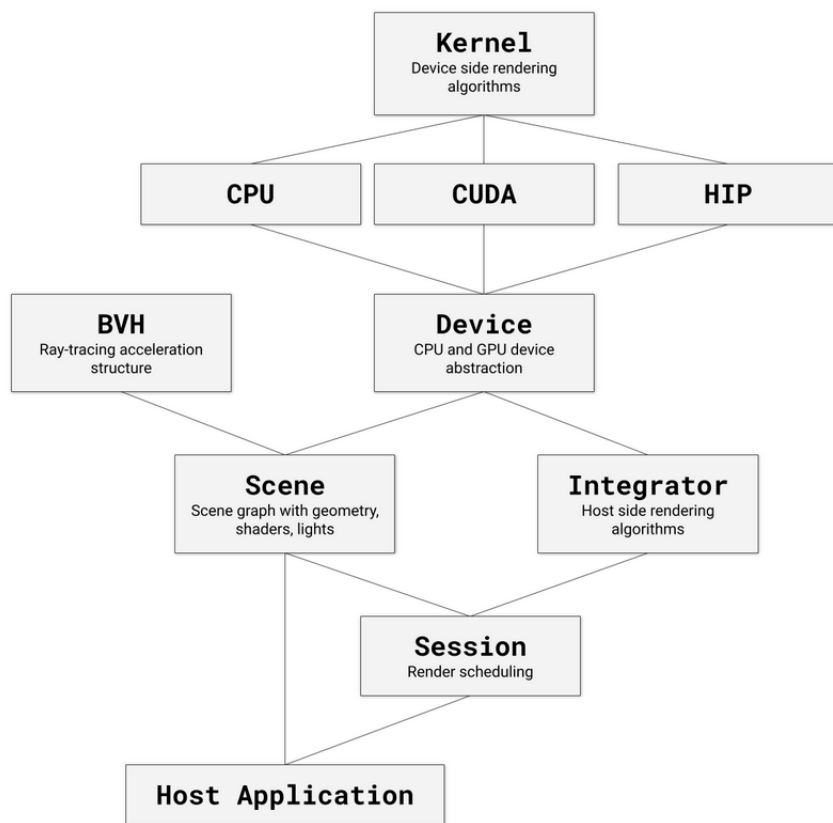 Kernel
Device side rendering
algorithms
CPU
CUDA
HIP
BVH
Ray-tracing acceleration
structure
Device
CPU and GPU device
abstraction
Scene
Scene graph with geometry,
shaders, lights
Integrator
Host side rendering
algorithms
Session
Render scheduling
Host Application